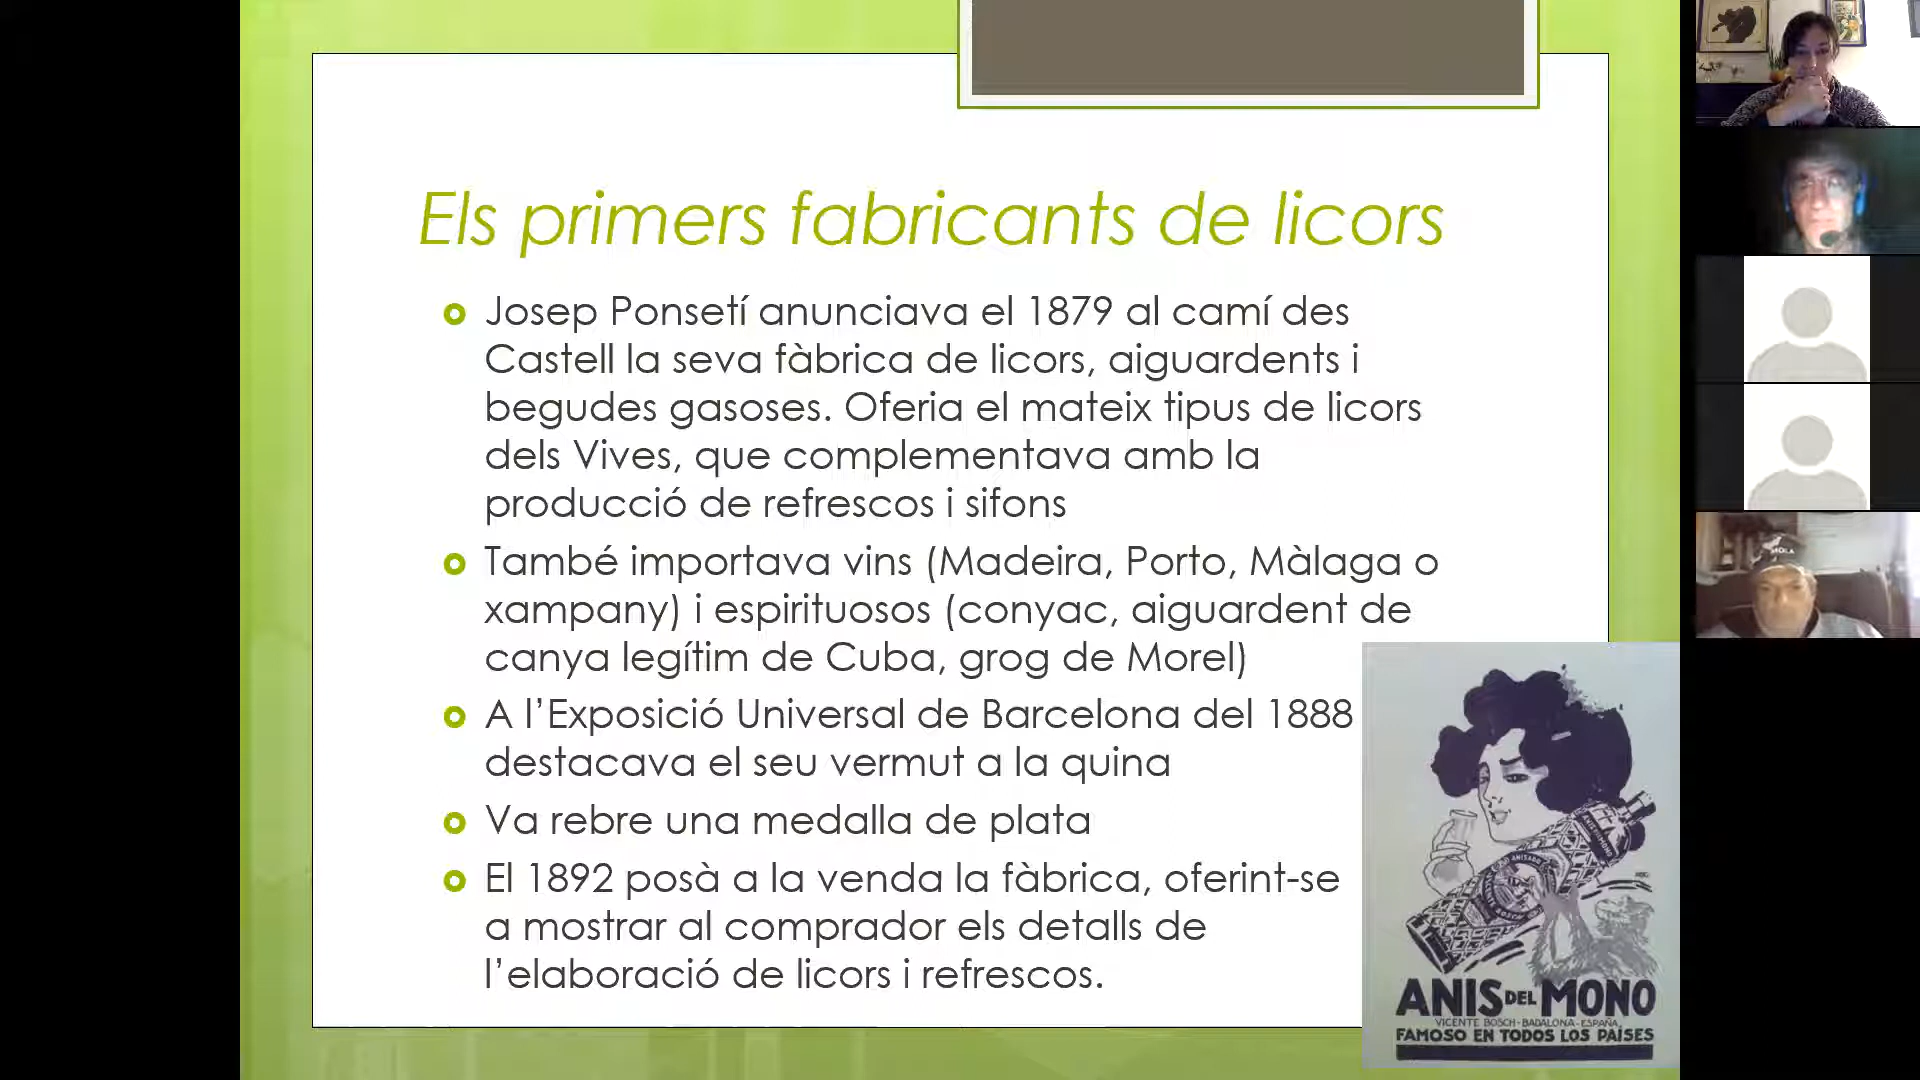 Els primers fabricants de licors
Josep Ponsetí anunciava el 1879 al camí des
Castell la seva fàbrica de licors, aiguardents i
begudes gasoses. Oferia el mateix tipus de licors
dels Vives, que complementava amb la
producció de refrescos i sifons
També importava vins (Madeira, Porto, Màlaga o
xampany) i espirituosos (conyac, aiguardent de
canya legítim de Cuba, grog de Morel)
A l’Exposició Universal de Barcelona del 1888
destacava el seu vermut a la quina
Va rebre una medalla de plata
El 1892 posà a la venda la fàbrica, oferint-se
a mostrar al comprador els detalls de
l’elaboració de licors i refrescos.
ANIS DEL MONO
VICENTE BOSCH-BADALONA-ESPAÑA
FAMOSO EN TODOS LOS PAÍSES